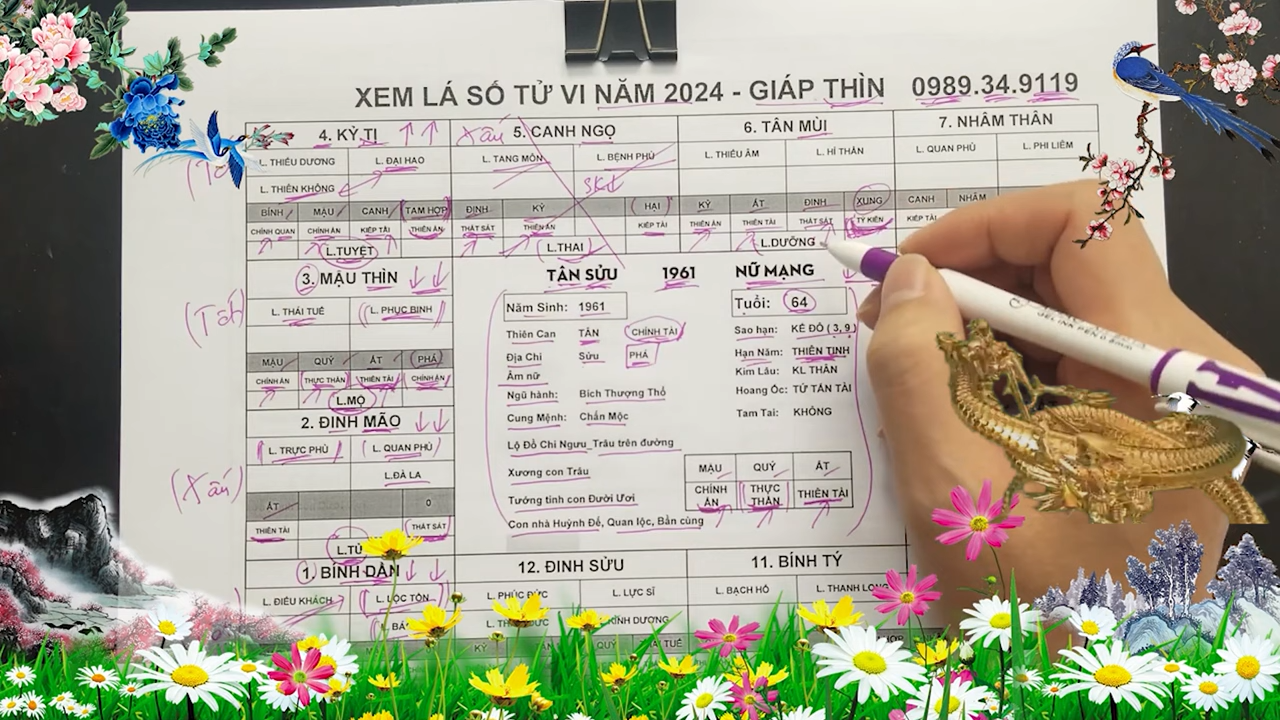 XEM LÁ SỐ TỬ VI NĂM 2024 - GIÁP THÌN 0989.34.9119
4. KỶ TỊ Xấu 5. CANH NGỌ 6. TÂN MÙI 7. NHÂM THÂN
L. THIẾU DƯƠNG L. ĐẠI HAO L. TANG MÔN L. BỆNH PHÙ L. THIẾU ÂM L. HỈ THẦN L. QUAN PHÙ L. PHI LIÊM
L. THIÊN KHÔNG SK
BÍNH MẬU CANH TAM HỢP ĐỊNH KỶ HẠI KỶ ẤT ĐINH XUNG CANH NHÂM
CHÍNH QUAN CHÍNH ẤN KIẾP TÀI THIÊN ẤN THẤT SÁT THIÊN ẤN KIẾP TÀI THIÊN ẤN THIÊN TÀI THẤT SÁT TỶ KIÊN KIẾP TÀI
L.TUYỆT L.THAI L.DƯỠNG
3. MẬU THÌN TÂN SỬU 1961 NỮ MẠNG
(Tốt) L. THÁI TUẾ L. PHỤC BINH Năm Sinh: 1961 Tuổi: 64
Thiên Can TÂN CHÍNH TÀI Sao hạn: KẾ ĐÔ ( 3, 9 )
Địa Chi Sửu PHÁ Hạn Năm: THIÊN TINH
MẬU QUÝ ẤT PHÁ Âm nữ Kim Lâu: KL THÂN
CHÍNH ẤN THỰC THẦN THIÊN TÀI CHÍNH ẤN Ngũ hành: Bích Thượng Thổ Hoang Ốc: TỨ TẤN TÀI
L.MỘ Cung Mệnh: Chấn Mộc Tam Tai: KHÔNG
2. ĐINH MÃO
L. TRỰC PHÙ L. QUAN PHỦ Lộ Đồ Chi Ngưu_Trâu trên đường
L.ĐÀ LA Xương con Trâu MẬU QUÝ ẤT
(Xấu) Tướng tinh con Đười Ươi CHÍNH ẤN THỰC THẦN THIÊN TÀI
ẤT 0 Con nhà Huỳnh Đế, Quan lộc, Bần cùng
THIÊN TÀI THẤT SÁT
L.TỬ
1. BÍNH DẦN 12. ĐINH SỬU 11. BÍNH TÝ
L. ĐIẾU KHÁCH L. LỘC TỒN L. PHÚC ĐỨC L. LỰC SĨ L. BẠCH HỔ L. THANH LONG